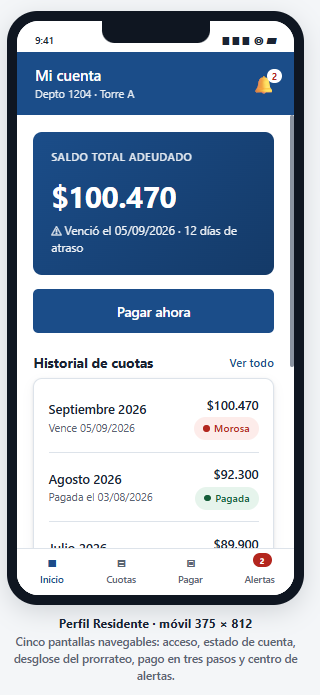 9:41
Mi cuenta
2
Depto 1204 · Torre A
SALDO TOTAL ADEUDADO
$100.470
⚠ Venció el 05/09/2026 · 12 días de
atraso
Pagar ahora
Historial de cuotas Ver todo
Septiembre 2026 $100.470
Vence 05/09/2026 Morosa
Agosto 2026 $92.300
Pagada el 03/08/2026 Pagada
Julio 2026 $89.900
2
Inicio Cuotas Pagar Alertas
Perfil Residente · móvil 375 × 812
Cinco pantallas navegables: acceso, estado de cuenta,
desglose del prorrateo, pago en tres pasos y centro de
alertas.